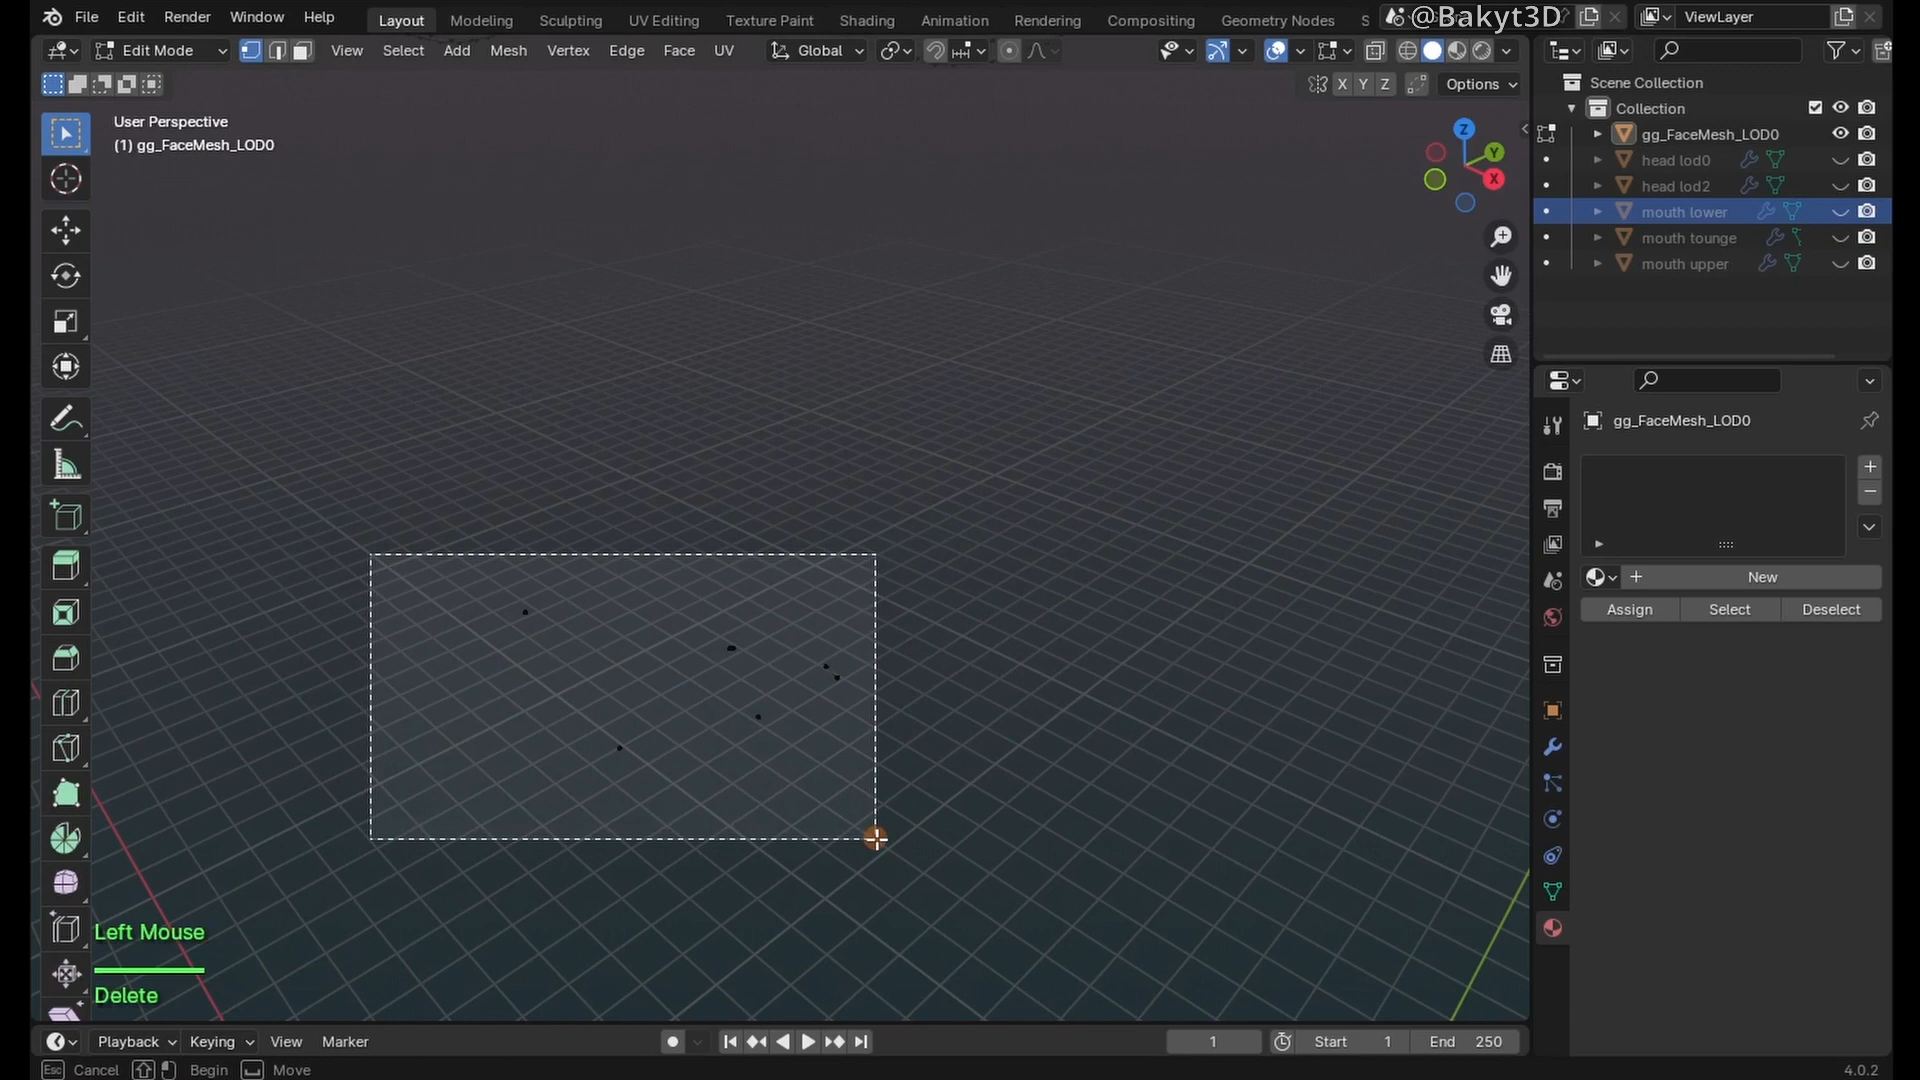 File Edit Render Window Help Layout Modeling Sculpting UV Editing Texture Paint Shading Animation Rendering Compositing Geometry Nodes S @Bakyt3D ViewLayer
Edit Mode View Select Add Mesh Vertex Edge Face UV Global
X Y Z Options
Scene Collection
Collection
User Perspective
(1) gg_FaceMesh_LOD0
Z
Y
X
gg_FaceMesh_LOD0
head lod0
head lod2
mouth lower
mouth tounge
mouth upper
gg_FaceMesh_LOD0
New
Assign Select Deselect
Left Mouse
Delete
Playback Keying View Marker 1 Start 1 End 250
Esc Cancel Begin Move 4.0.2